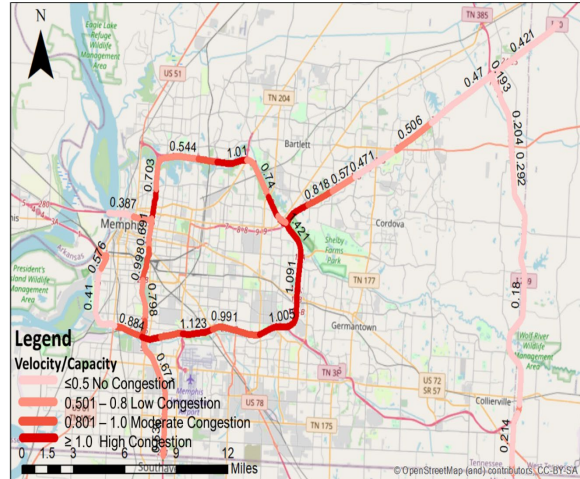 N
Eagle Lake
Refuge
Wildlife
Management
Area
TN 385
0.421
0.47
0.193
US 51
TN 204
0.506
0.204
0.544
1.01
Bartlett
0.703
0.74
0.471
0.57
0.818
0.292
0.387
0.691
Memphis
Cordova
Arkansas
0.576
0.998
Shelby
Farms
Park
President's
Island Wildlife
Management
Area
0.41
1.091
TN 177
0.18
0.798
0.884
1.123
0.991
1.005
Germantown
Wolf River
Wildlife
Management
Area
Legend
Velocity/Capacity
≤0.5 No Congestion
0.501 – 0.8 Low Congestion
0.801 – 1.0 Moderate Congestion
≥ 1.0 High Congestion
0.67
Memphis
US 72
SR 57
Collierville
US 78
TN 175
0.214
0 1.5 3 6 9 12
Miles
Southav
Tennessee
© OpenStreetMap (and) contributors, CC-BY-SA